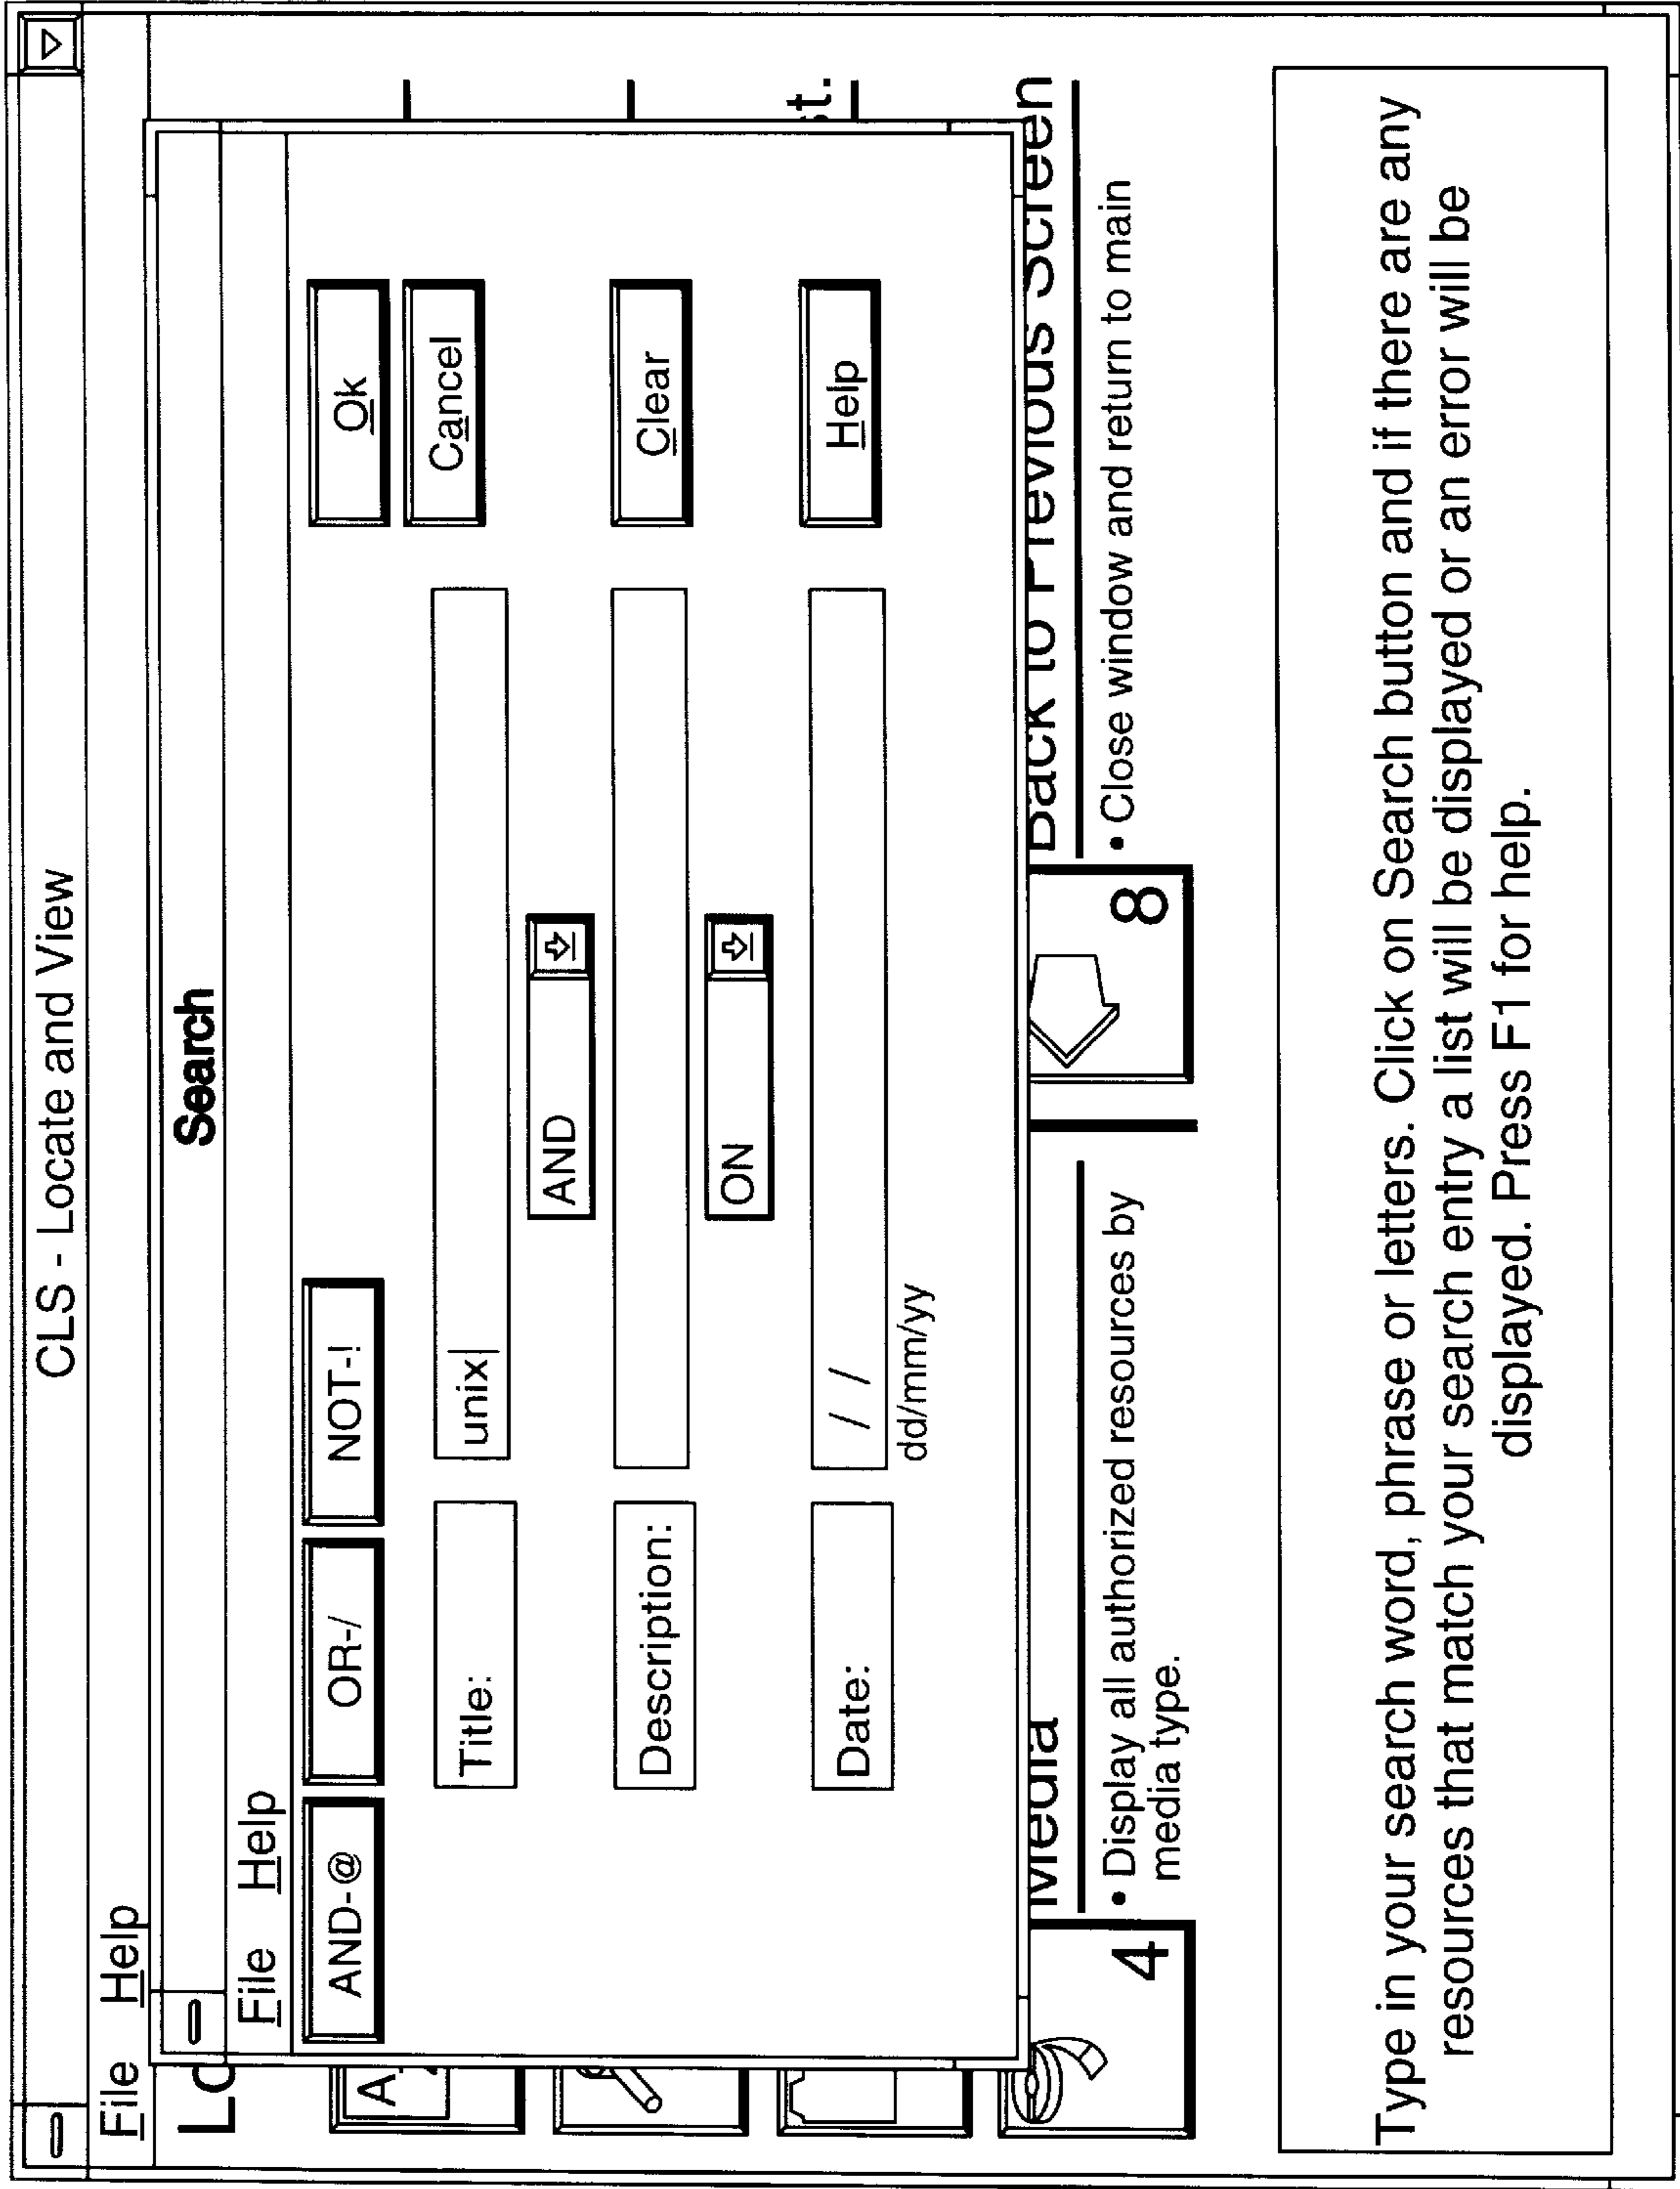 CLS - Locate and View
File Help
Search
File Help
AND-@ OR-/ NOT-!
Ok
Cancel
Title: unix
AND
Description:
Clear
ON
Date: / /
Help
dd/mm/yy
st.
Media
Back to Previous Screen
4
• Display all authorized resources by
media type.
8
• Close window and return to main
Type in your search word, phrase or letters. Click on Search button and if there are any
resources that match your search entry a list will be displayed or an error will be
displayed. Press F1 for help.